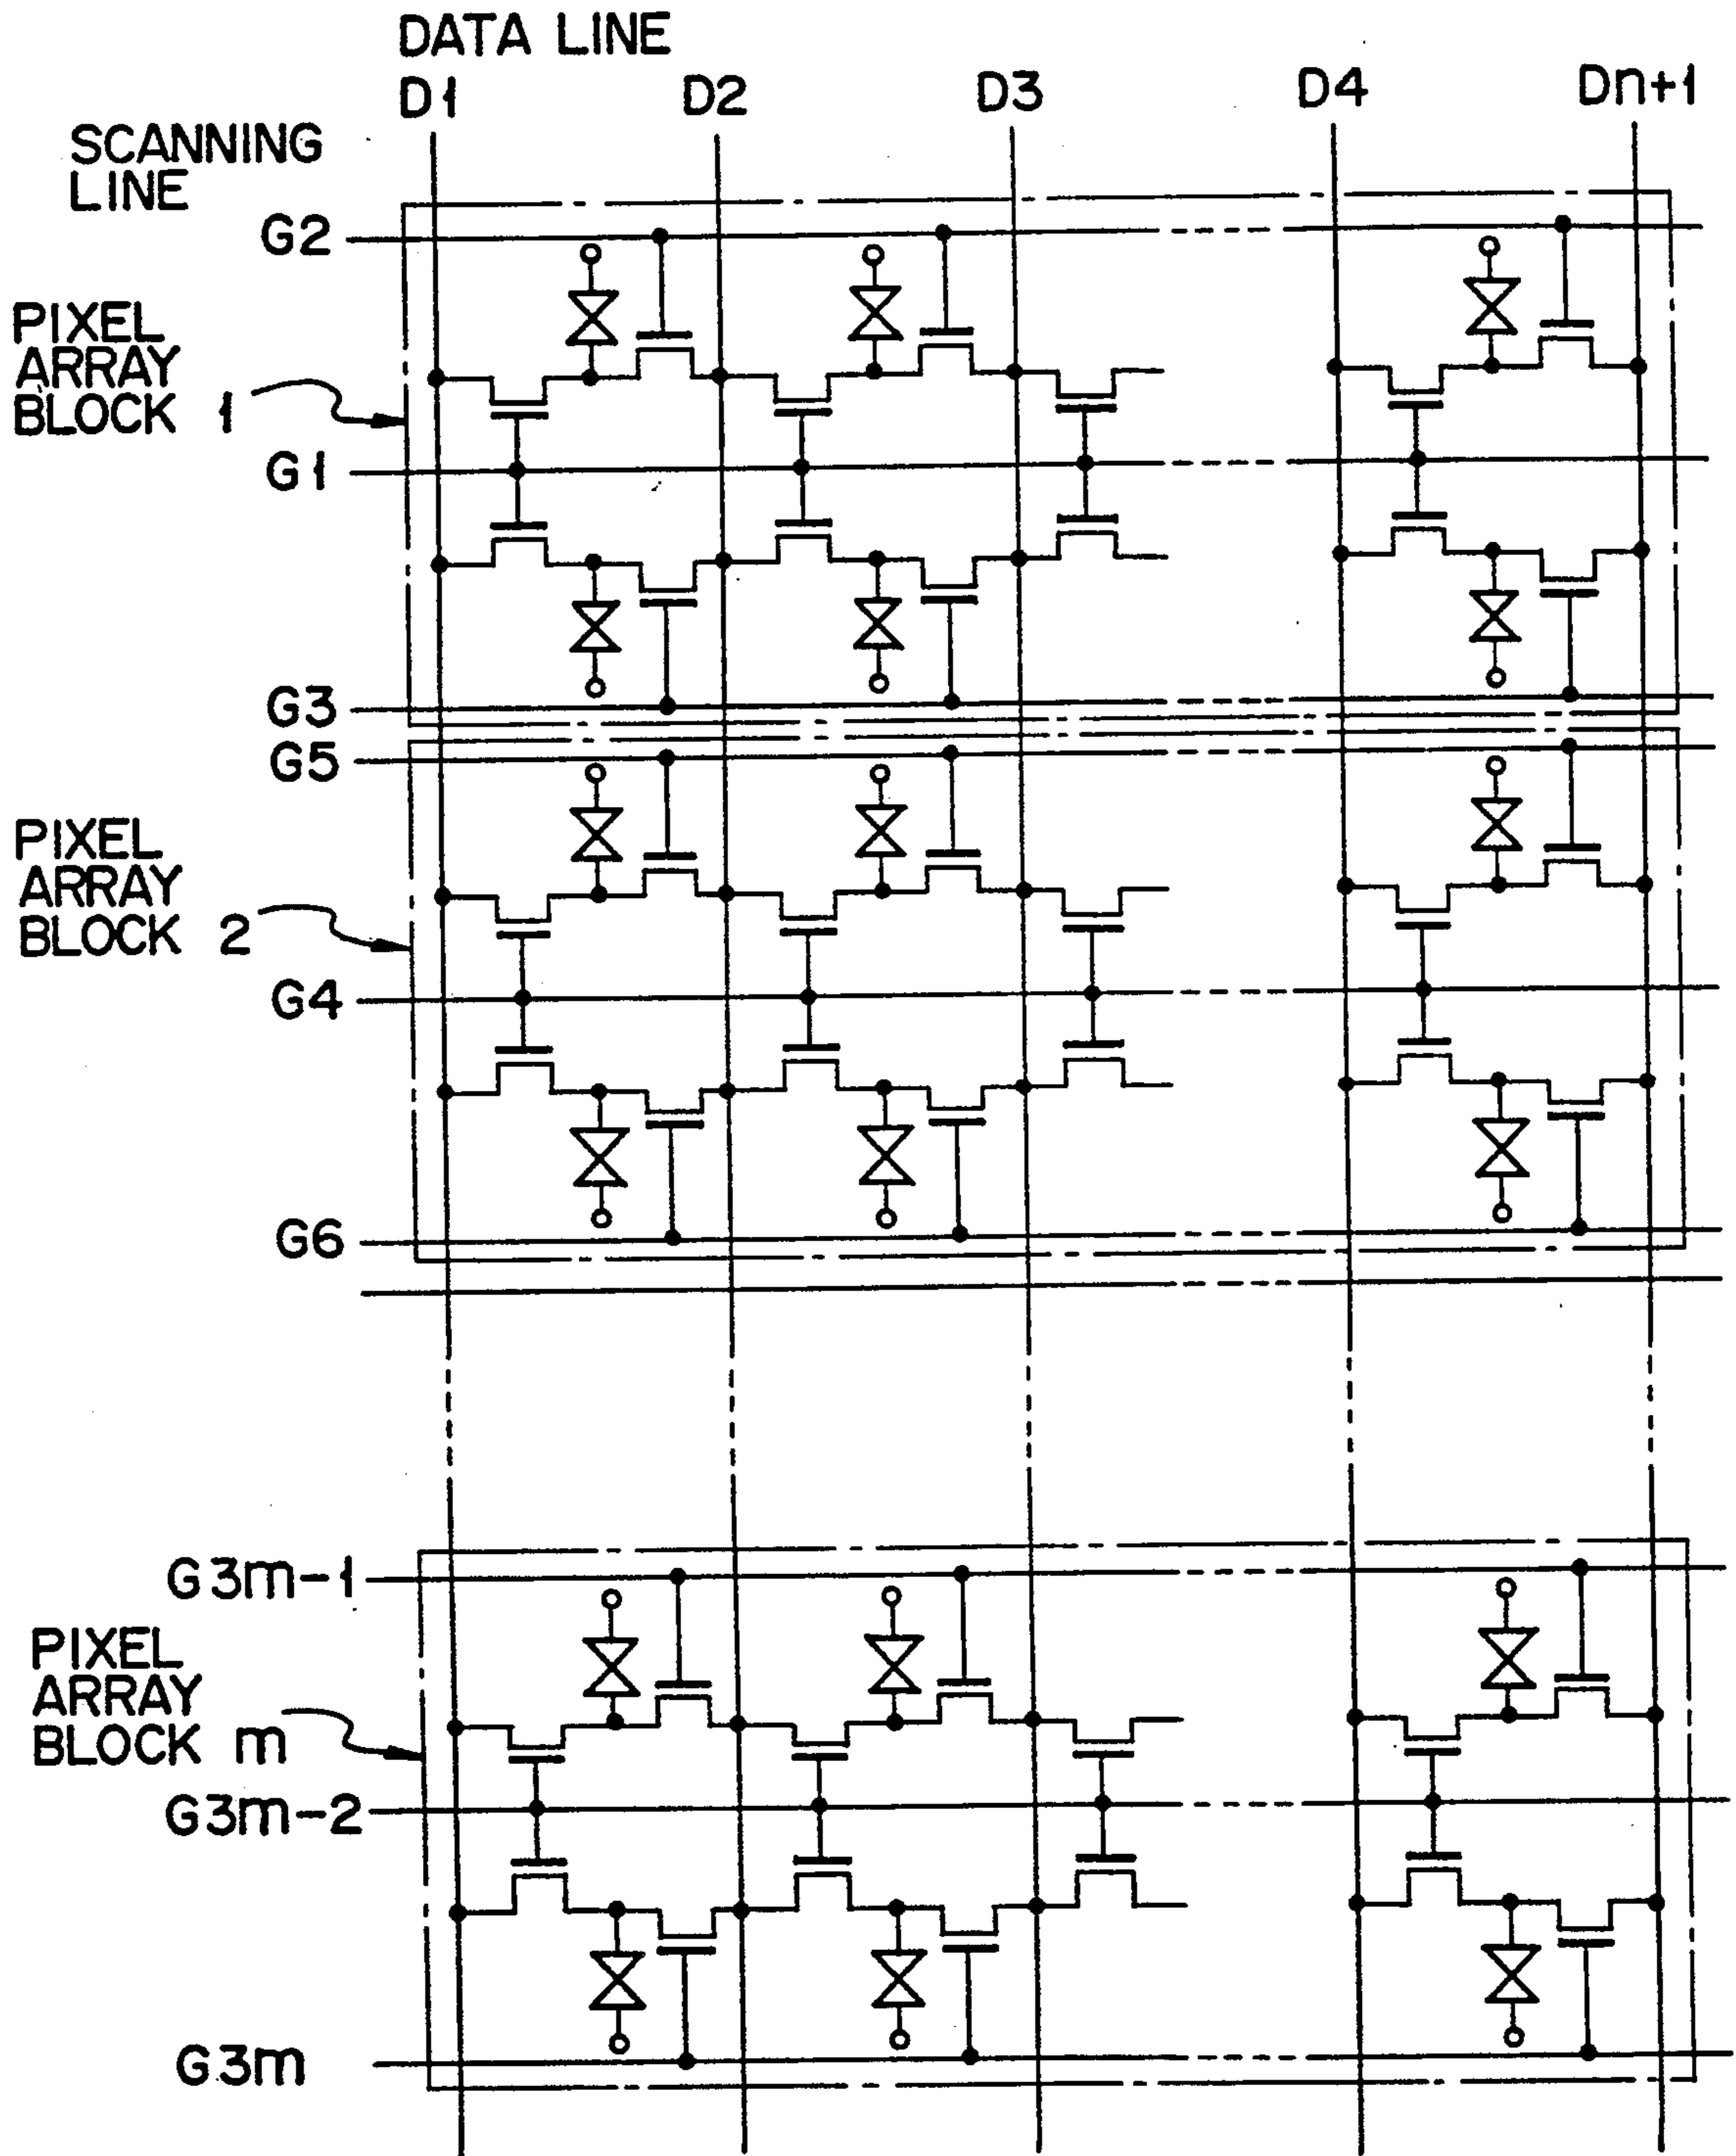 DATA LINE
D1 D2 D3 D4 Dn+1
SCANNING
LINE
G2
PIXEL
ARRAY
BLOCK 1
G1
G3
G5
PIXEL
ARRAY
BLOCK 2
G4
G6
G3m-1
PIXEL
ARRAY
BLOCK m
G3m-2
G3m